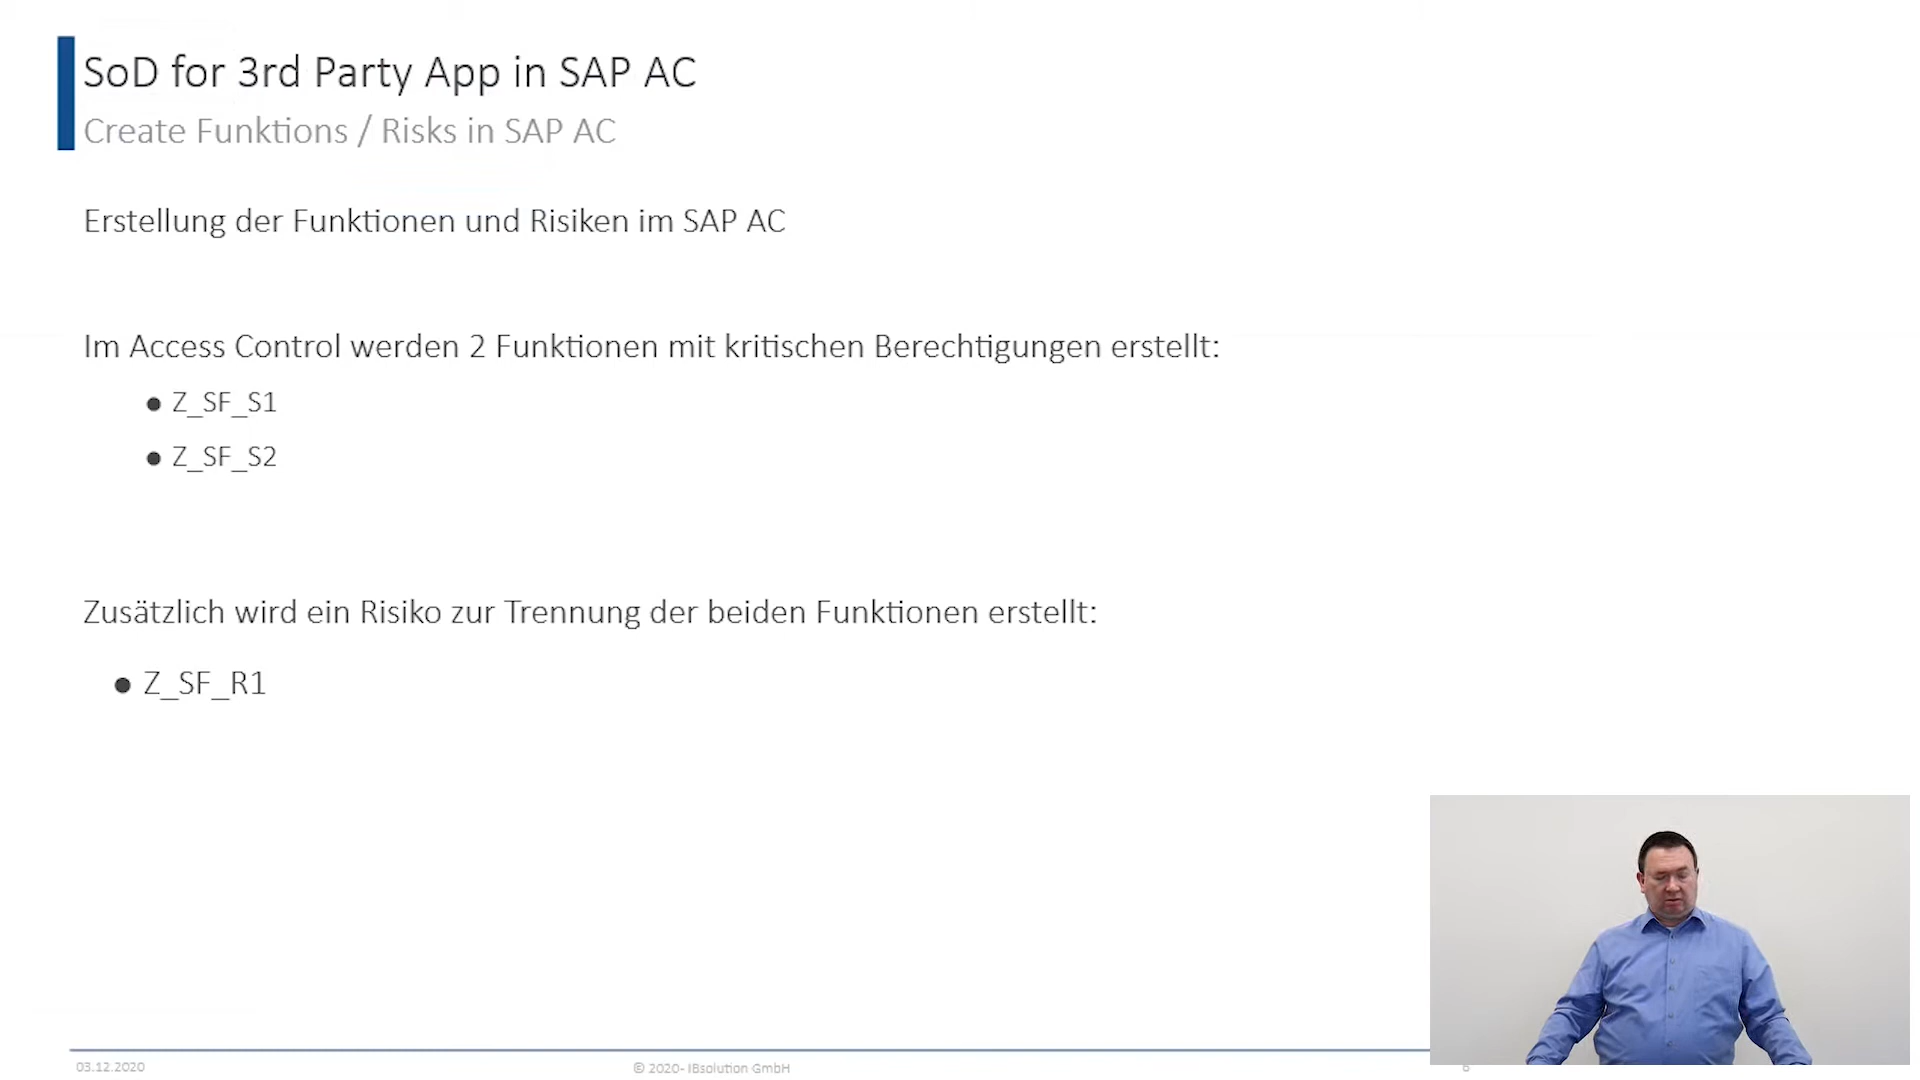 SoD for 3rd Party App in SAP AC
Create Funktions / Risks in SAP AC
Erstellung der Funktionen und Risiken im SAP AC
Im Access Control werden 2 Funktionen mit kritischen Berechtigungen erstellt:
● Z_SF_S1
● Z_SF_S2
Zusätzlich wird ein Risiko zur Trennung der beiden Funktionen erstellt:
● Z_SF_R1
03.12.2020
© 2020- IBsolution GmbH